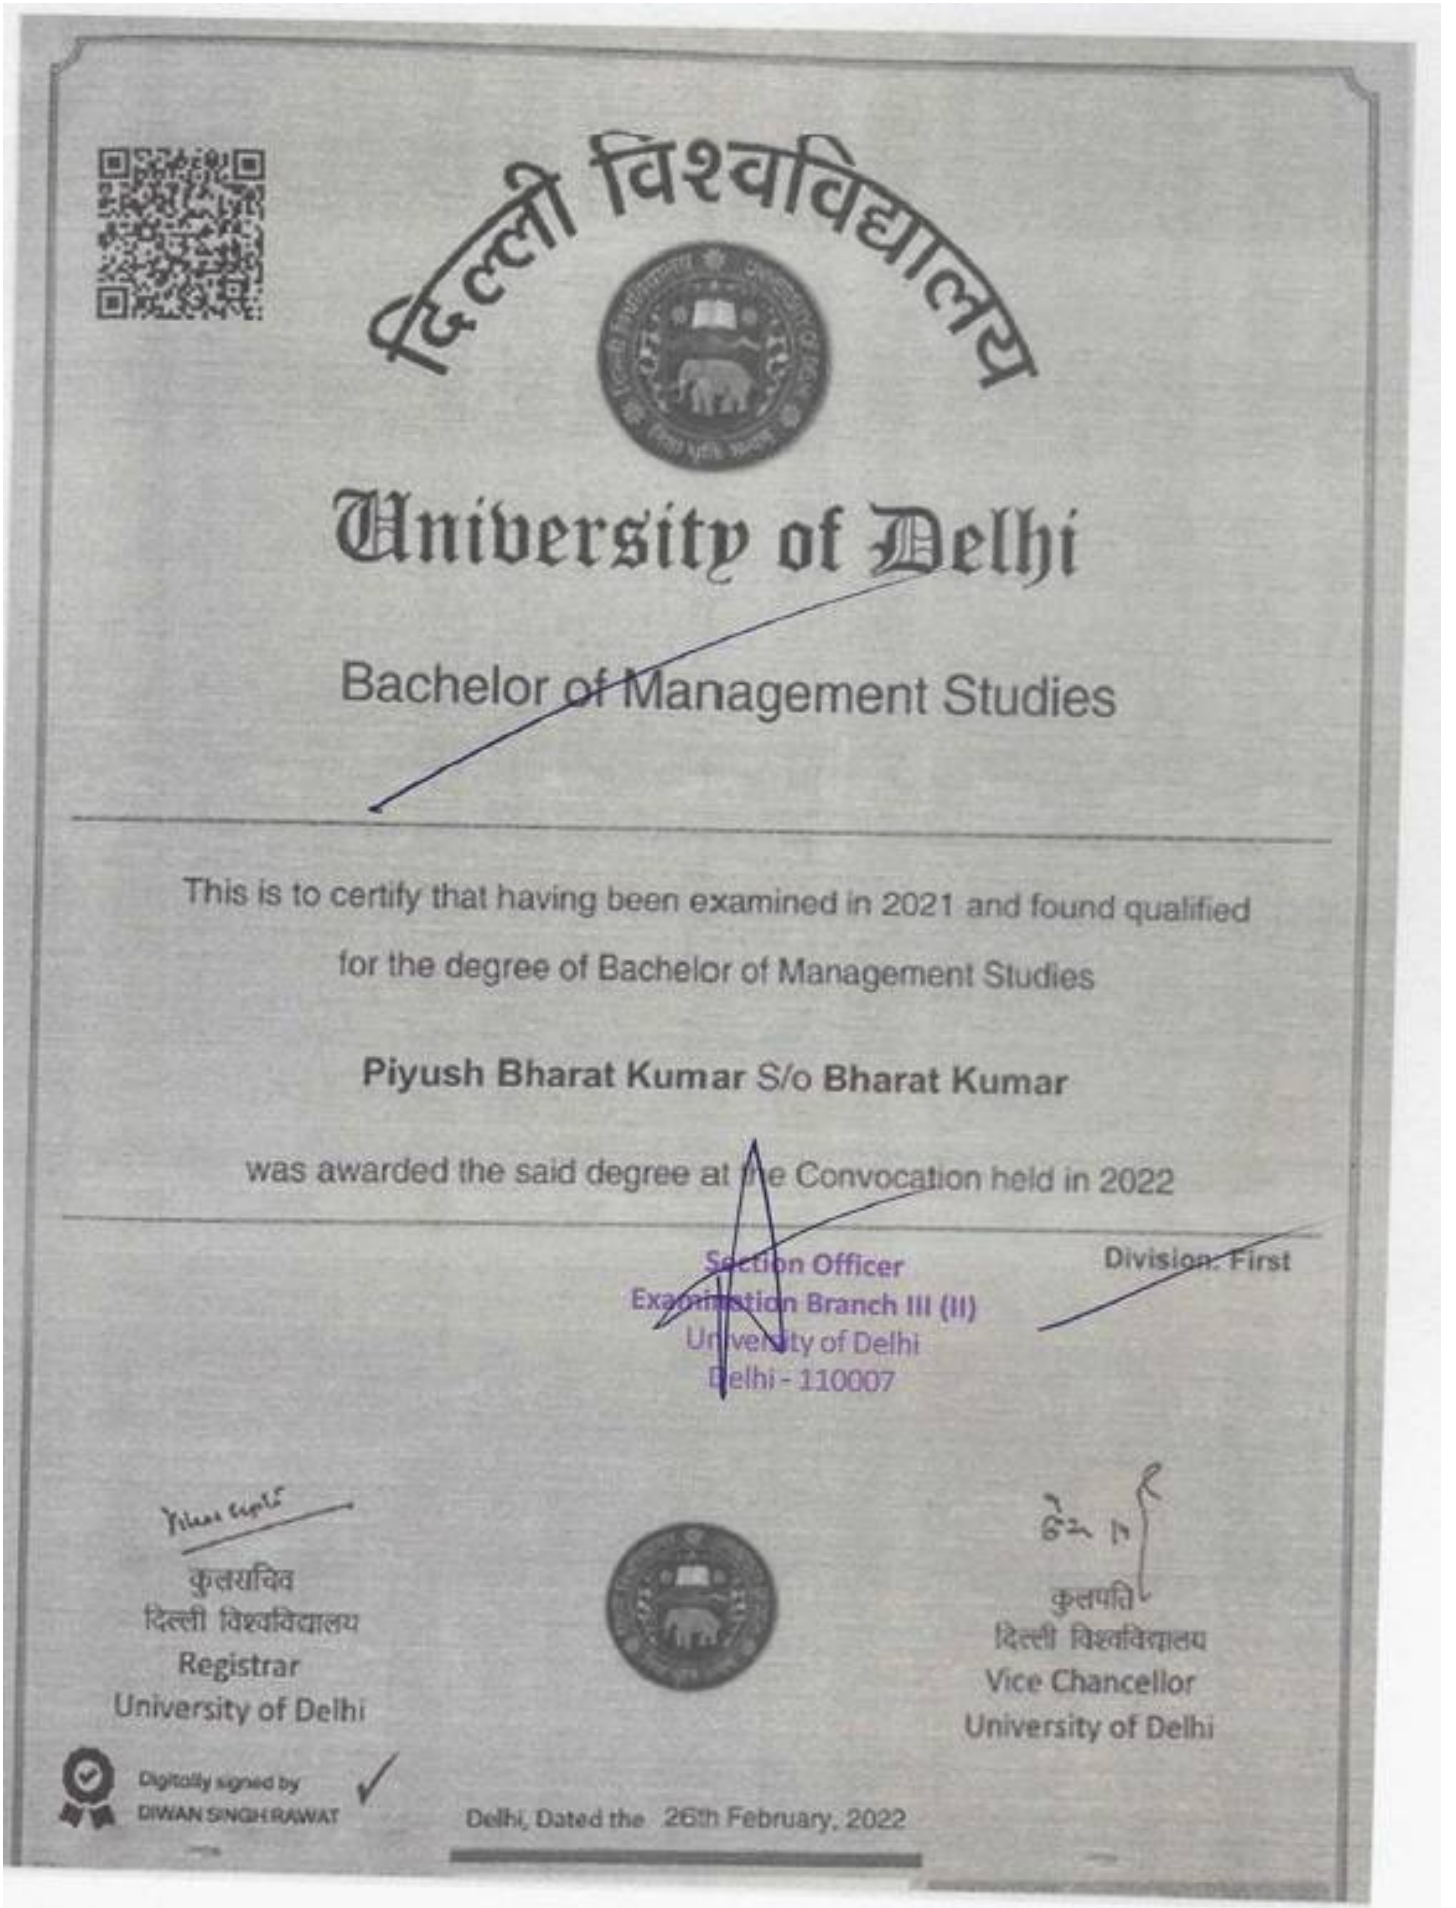 दिल्ली विश्वविद्यालय
University of Delhi
Bachelor of Management Studies
This is to certify that having been examined in 2021 and found qualified
for the degree of Bachelor of Management Studies
Piyush Bharat Kumar S/o Bharat Kumar
was awarded the said degree at the Convocation held in 2022
Division: First
Section Officer
Examination Branch III (II)
University of Delhi
Delhi - 110007
कुलसचिव
दिल्ली विश्वविद्यालय
Registrar
University of Delhi
कुलपति
दिल्ली विश्वविद्यालय
Vice Chancellor
University of Delhi
Digitally signed by
DIWAN SINGH RAWAT
Delhi, Dated the 26th February, 2022